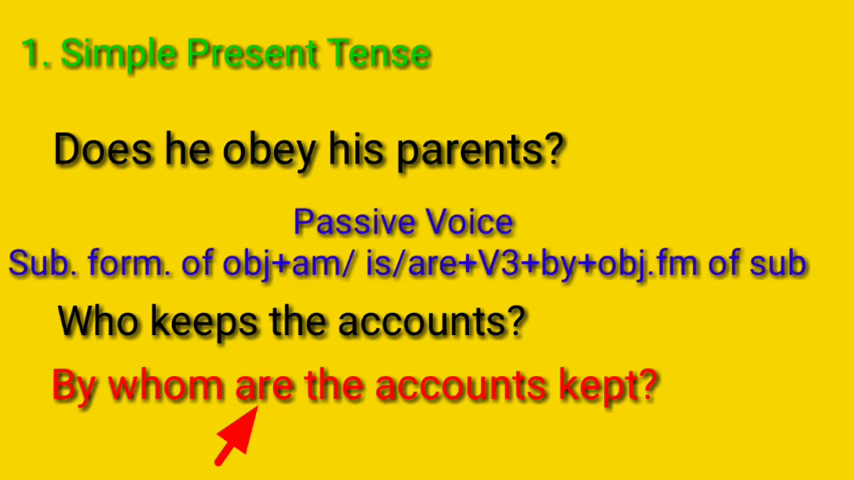 1. Simple Present Tense
Does he obey his parents?
Passive Voice
Sub. form. of obj+am/ is/are+V3+by+obj.fm of sub
Who keeps the accounts?
By whom are the accounts kept?